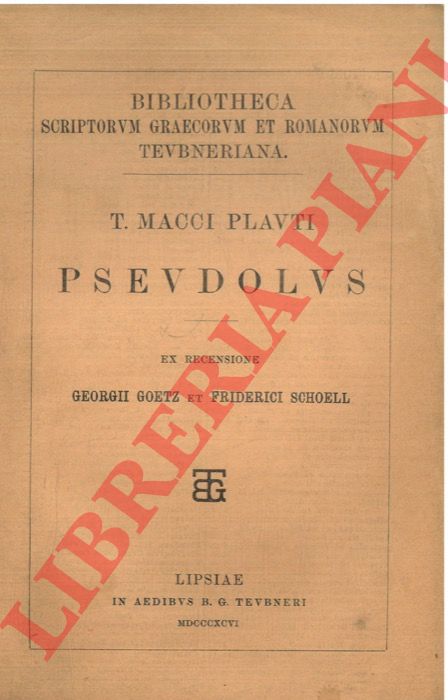 BIBLIOTHECA
SCRIPTORVM GRAECORVM ET ROMANORVM
TEVBNERIANA.
T. MACCI PLAVTI
PSEVDOLVS
EX RECENSIONE
GEORGII GOETZ ET FRIDERICI SCHOELL
BTG
LIPSIAE
IN AEDIBVS B. G. TEVBNERI
MDCCCXCVI
LIBRERIA PIANI